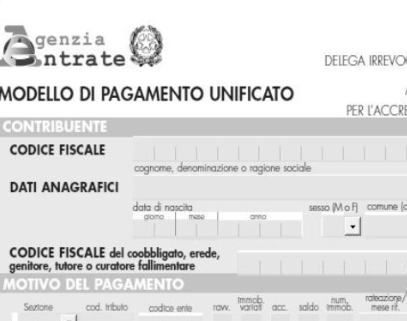 genzia
ntrate
DELEGA IRREVOC
MODELLO DI PAGAMENTO UNIFICATO
PER L'ACCRE
CONTRIBUENTE
CODICE FISCALE
cognome, denominazione o ragione sociale
DATI ANAGRAFICI
data di nascita
sesso (M o F)
giorno
mese
anno
CODICE FISCALE del coobbligato, erede,
genitore, tutore o curatore fallimentare
MOTIVO DEL PAGAMENTO
Sezione cod. tributo codice ente ravv. immob. variati acc. saldo num. immob. rateazione/ mese rif.